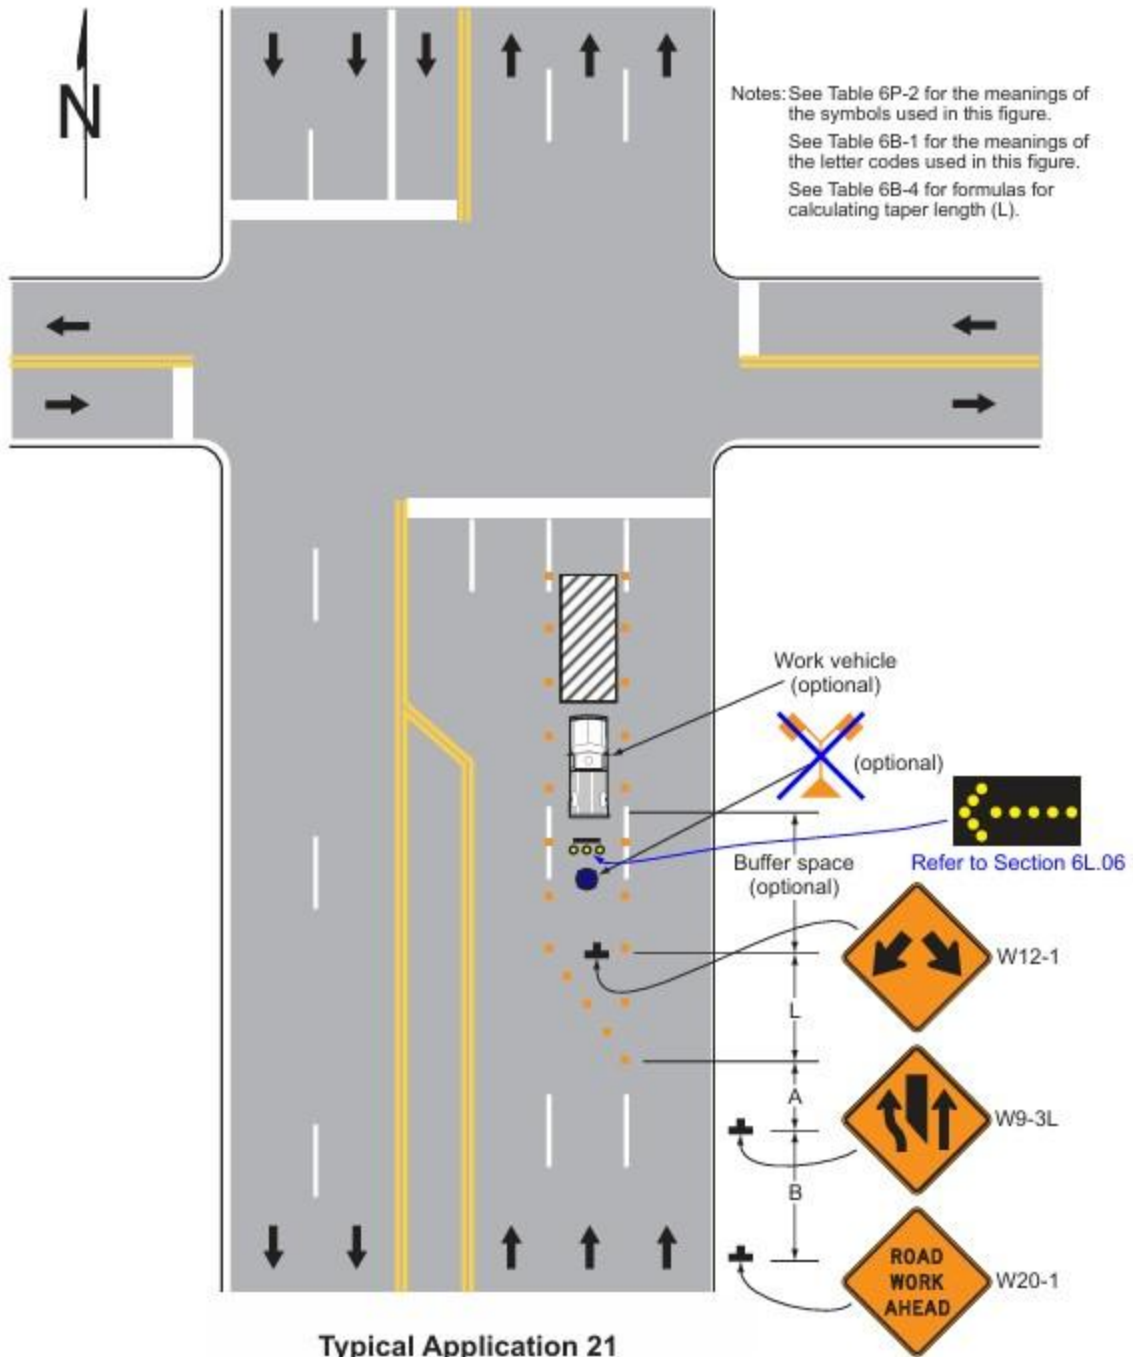 N
Notes: See Table 6P-2 for the meanings of
the symbols used in this figure.
See Table 6B-1 for the meanings of
the letter codes used in this figure.
See Table 6B-4 for formulas for
calculating taper length (L).
Work vehicle
(optional)
(optional)
Refer to Section 6L.06
Buffer space
(optional)
W12-1
L
A
W9-3L
B
ROAD
WORK
AHEAD
W20-1
Typical Application 21